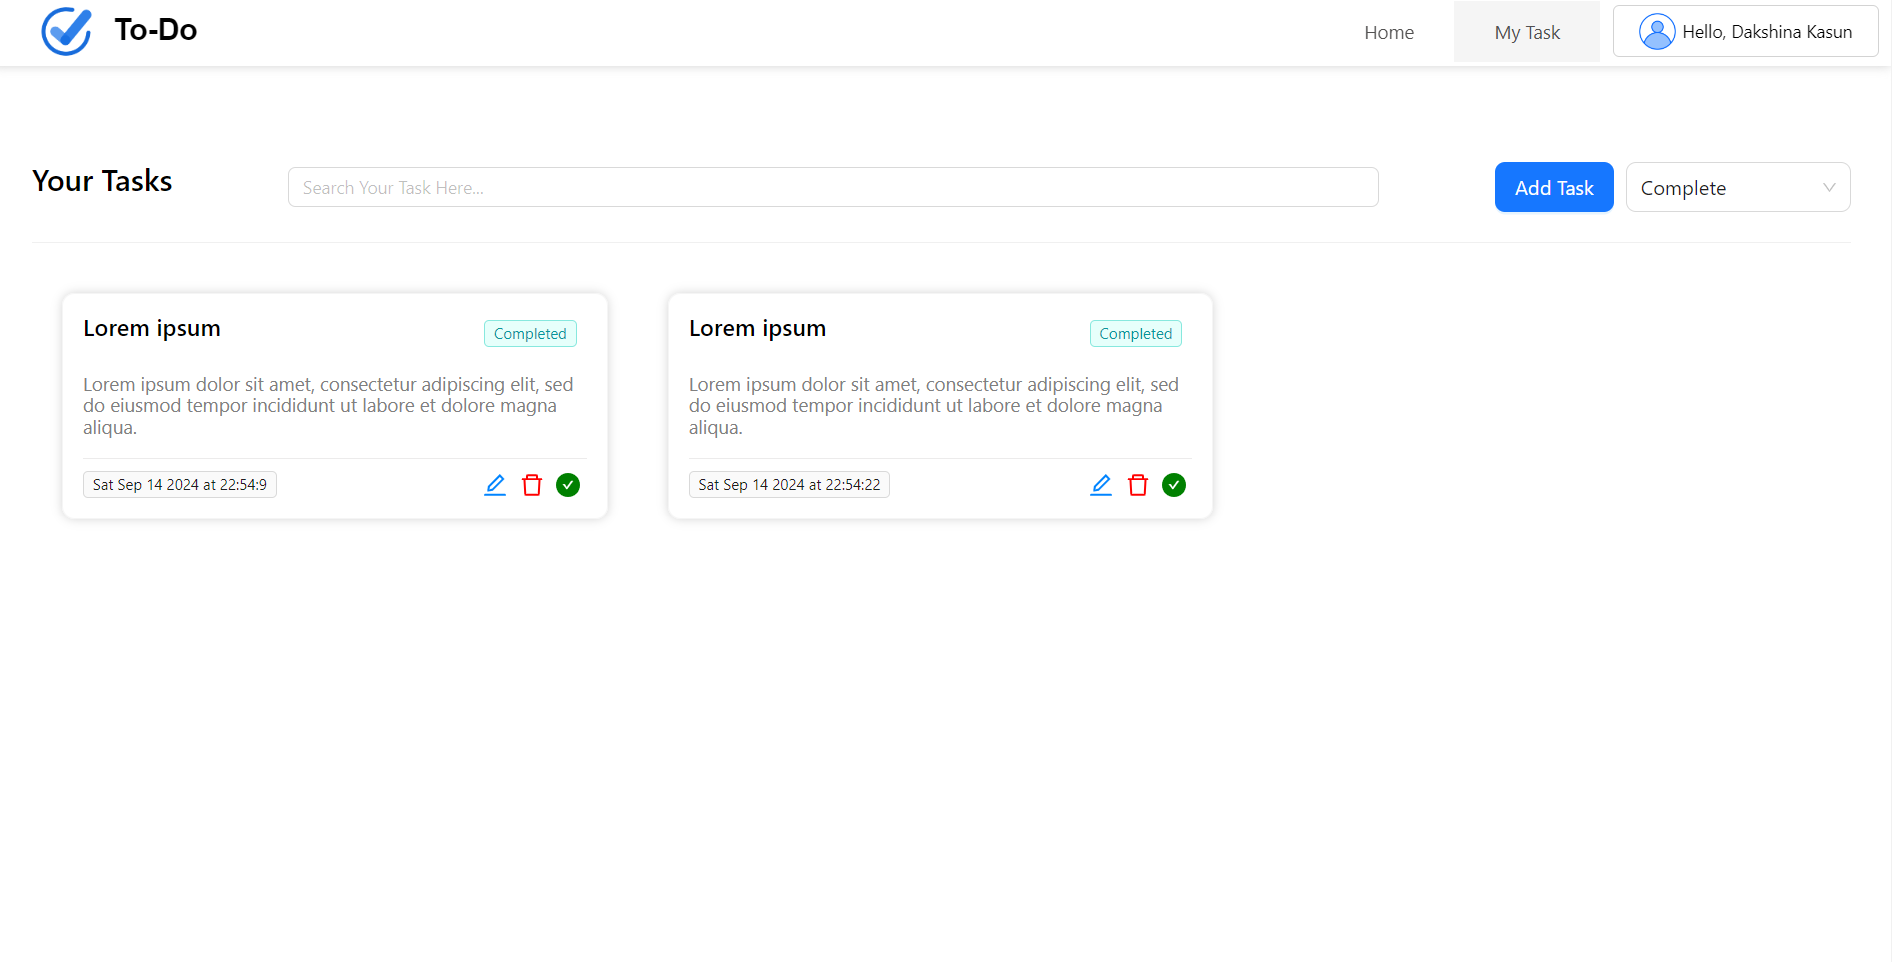 To-Do
Home
My Task
Hello, Dakshina Kasun
Your Tasks
Search Your Task Here...
Add Task
Complete
Lorem ipsum
Completed
Lorem ipsum dolor sit amet, consectetur adipiscing elit, sed
do eiusmod tempor incididunt ut labore et dolore magna
aliqua.
Sat Sep 14 2024 at 22:54:9
Lorem ipsum
Completed
Lorem ipsum dolor sit amet, consectetur adipiscing elit, sed
do eiusmod tempor incididunt ut labore et dolore magna
aliqua.
Sat Sep 14 2024 at 22:54:22